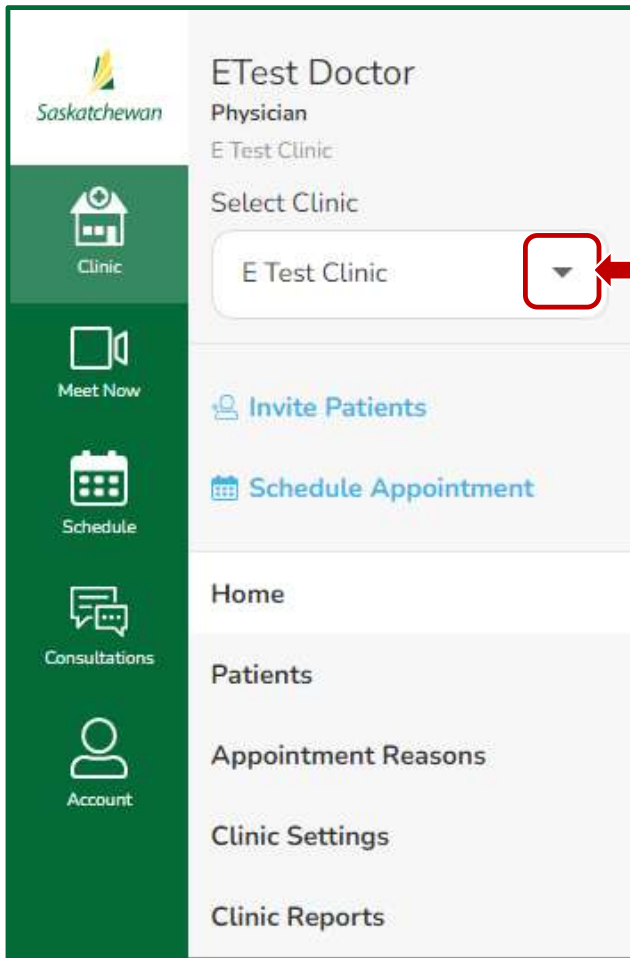 Saskatchewan
Clinic
Meet Now
Schedule
Consultations
Account
ETest Doctor
Physician
E Test Clinic
Select Clinic
E Test Clinic
Invite Patients
Schedule Appointment
Home
Patients
Appointment Reasons
Clinic Settings
Clinic Reports